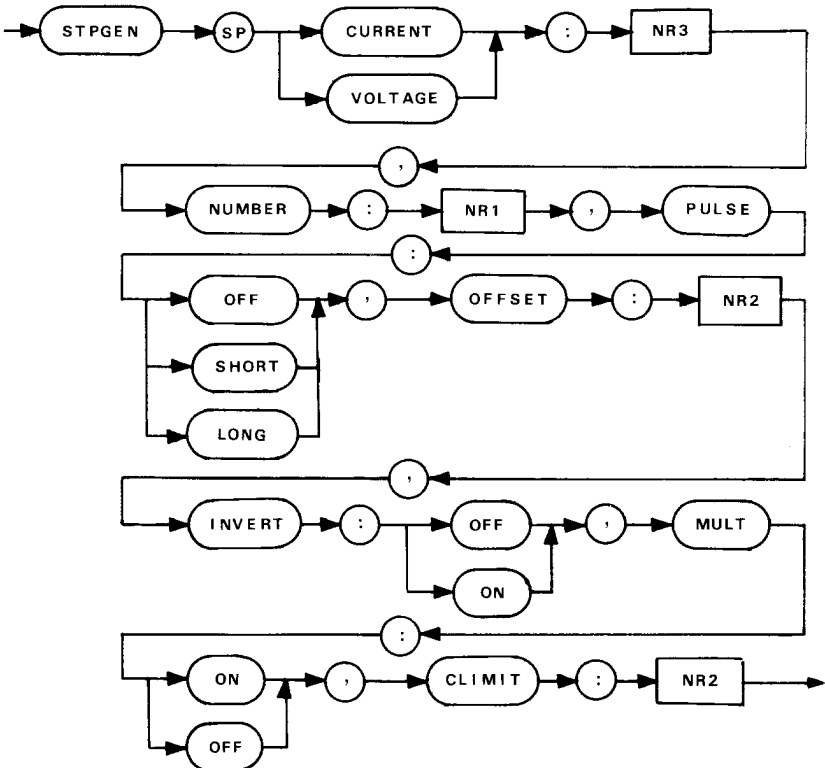 STPGEN SP CURRENT : NR3
VOLTAGE
,
NUMBER : NR1 , PULSE
:
OFF , OFFSET : NR2
SHORT
LONG
,
INVERT : OFF , MULT
ON
:
ON , CLIMIT : NR2
OFF